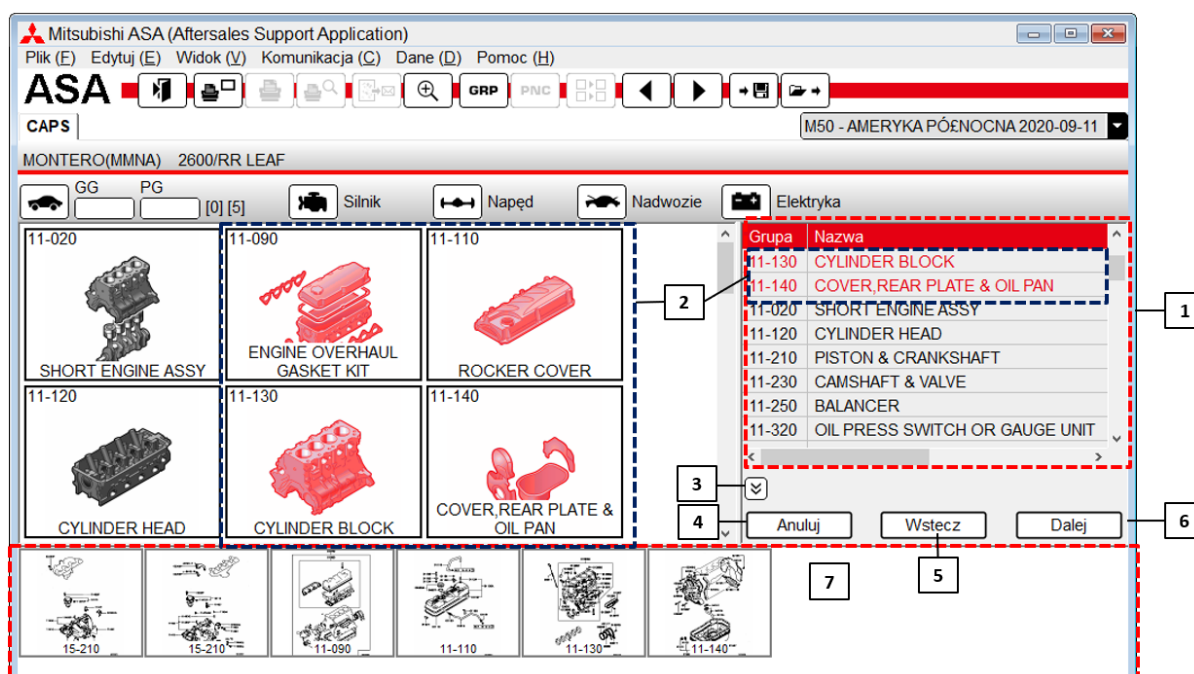 Mitsubishi ASA (Aftersales Support Application)
Plik (F) Edytuj (E) Widok (V) Komunikacja (C) Dane (D) Pomoc (H)
ASA GRP PNC
CAPS M50 - AMERYKA PÓ£NOCNA 2020-09-11
MONTERO(MMNA) 2600/RR LEAF
GG PG [0] [5] Silnik Napęd Nadwozie Elektryka
11-020 11-090 11-110
SHORT ENGINE ASSY
ENGINE OVERHAUL
GASKET KIT
ROCKER COVER
11-120 11-130 11-140
CYLINDER HEAD
CYLINDER BLOCK
COVER,REAR PLATE &
OIL PAN
Grupa Nazwa
11-130 CYLINDER BLOCK
11-140 COVER,REAR PLATE & OIL PAN
11-020 SHORT ENGINE ASSY
11-120 CYLINDER HEAD
11-210 PISTON & CRANKSHAFT
11-230 CAMSHAFT & VALVE
11-250 BALANCER
11-320 OIL PRESS SWITCH OR GAUGE UNIT
2
1
3
4
Anuluj Wstecz Dalej
6
5
7
15-210 15-210 11-090 11-110 11-130 11-140